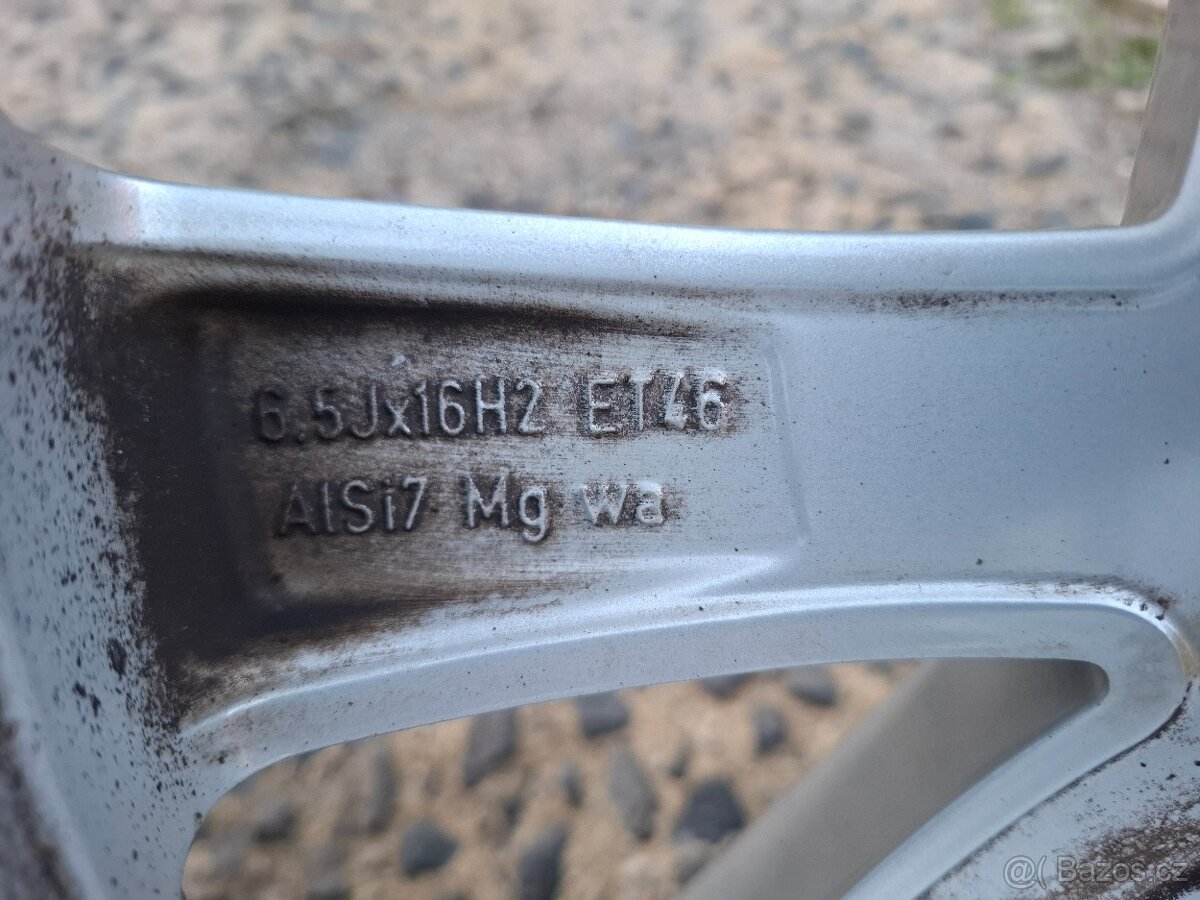 6.5Jx16H2 ET46
AlSi7 Mg wa
@( Bazos.cz